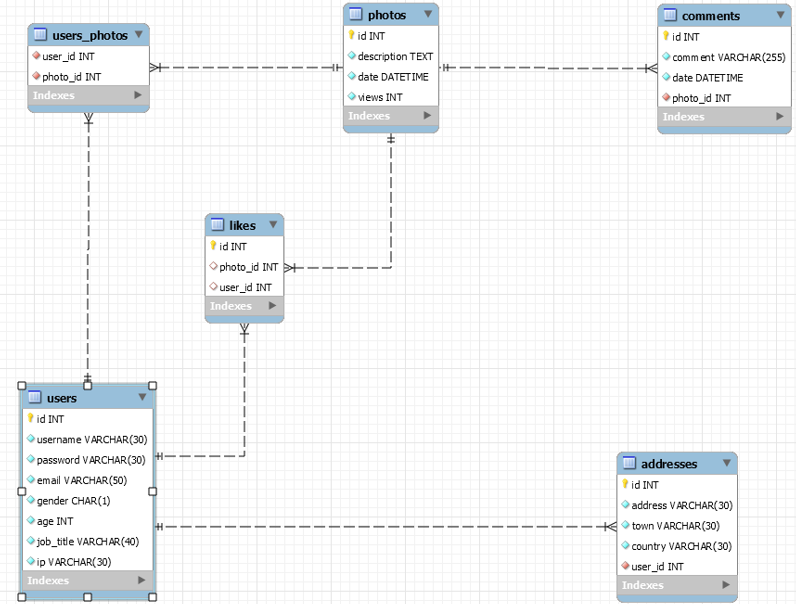 users_photos
user_id INT
photo_id INT
Indexes
photos
id INT
description TEXT
date DATETIME
views INT
Indexes
comments
id INT
comment VARCHAR(255)
date DATETIME
photo_id INT
Indexes
likes
id INT
photo_id INT
user_id INT
Indexes
users
id INT
username VARCHAR(30)
password VARCHAR(30)
email VARCHAR(50)
gender CHAR(1)
age INT
job_title VARCHAR(40)
ip VARCHAR(30)
Indexes
addresses
id INT
address VARCHAR(30)
town VARCHAR(30)
country VARCHAR(30)
user_id INT
Indexes